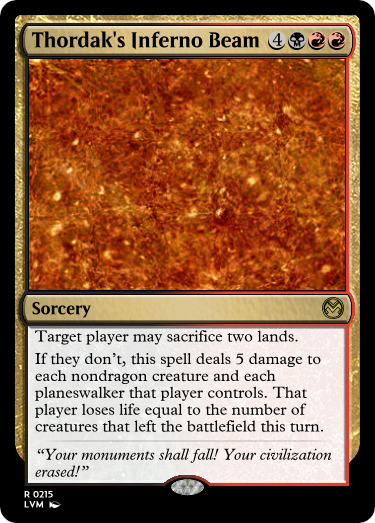 Thordak's Inferno Beam 4
Sorcery
Target player may sacrifice two lands.
If they don't, this spell deals 5 damage to
each nondragon creature and each
planeswalker that player controls. That
player loses life equal to the number of
creatures that left the battlefield this turn.
“Your monuments shall fall! Your civilization
erased!”
R 0215
LVM